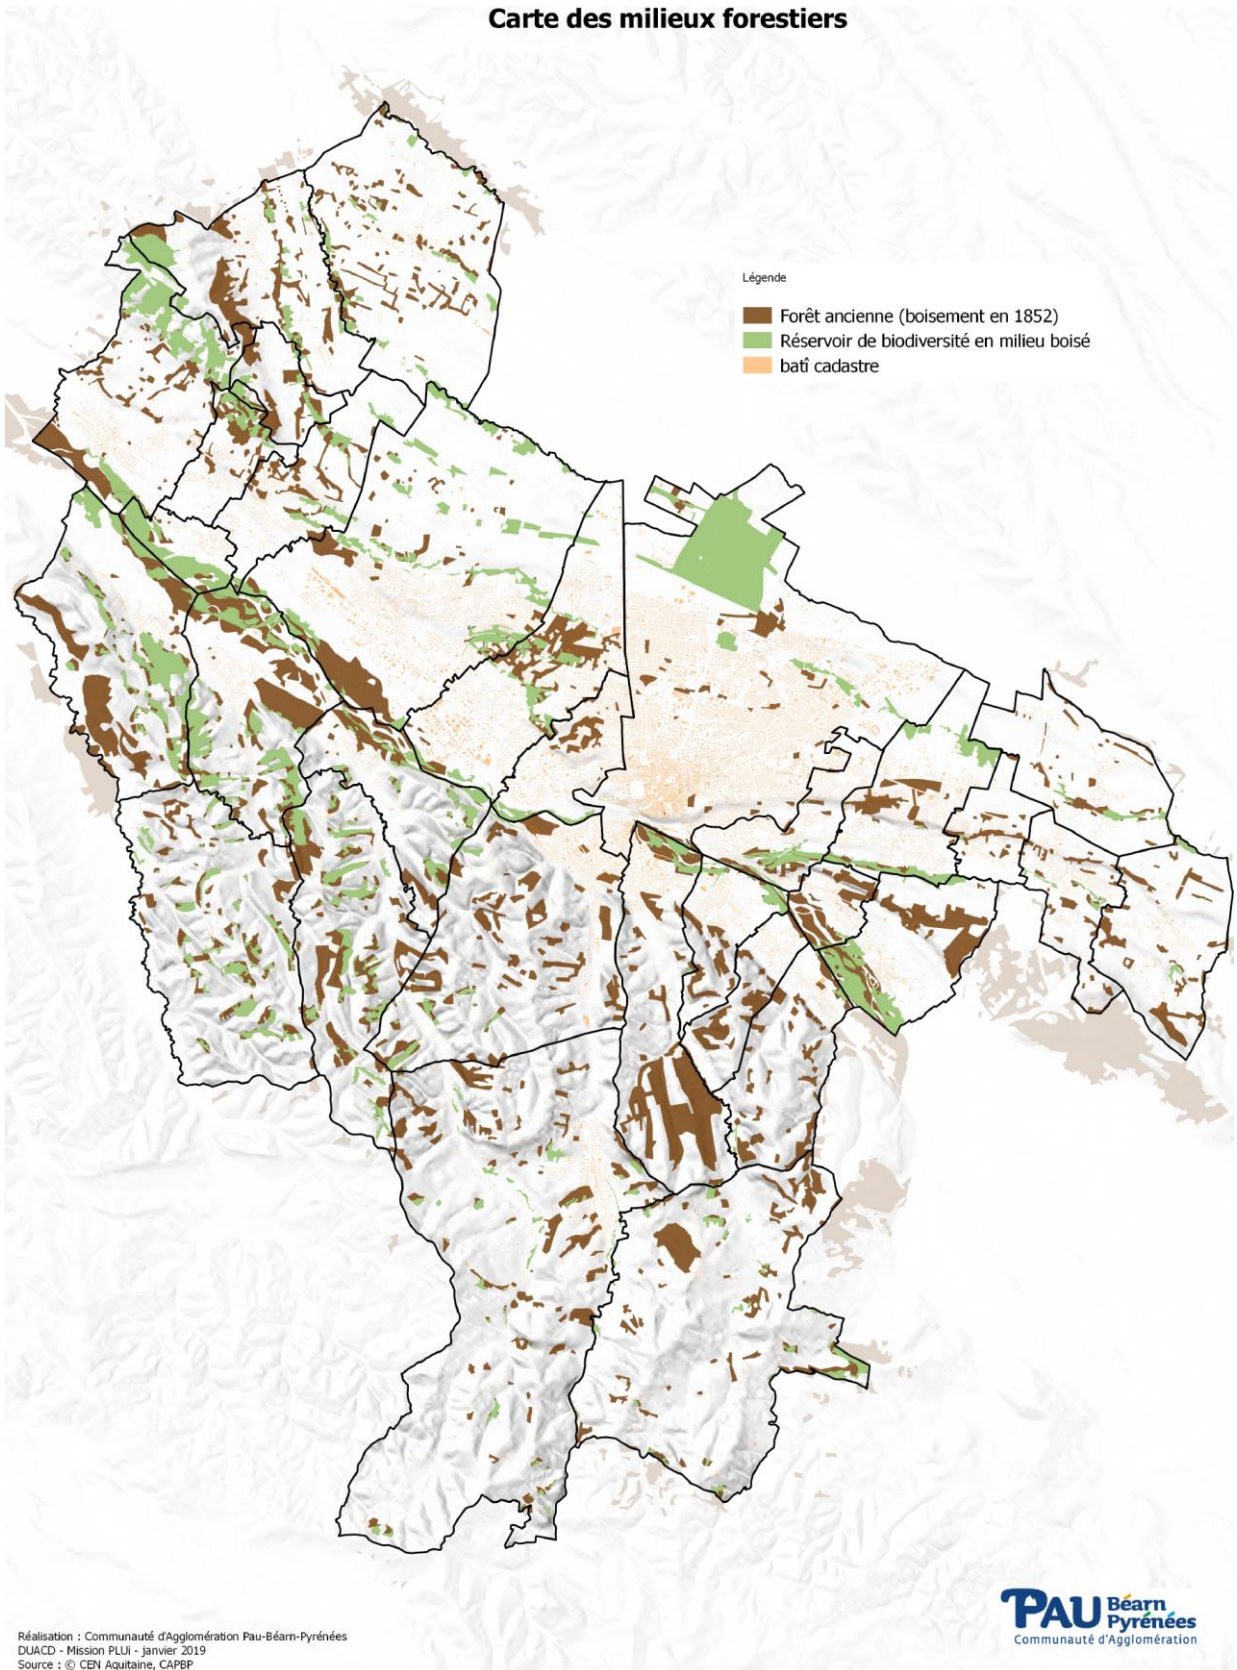 Carte des milieux forestiers
Légende
Forêt ancienne (boisement en 1852)
Réservoir de biodiversité en milieu boisé
batî cadastre
PAU Béarn
Pyrénées
Communauté d'Agglomération
Réalisation : Communauté d'Agglomération Pau-Béarn-Pyrénées
DUACD - Mission PLUi - janvier 2019
Source : © CEN Aquitaine, CAPBP